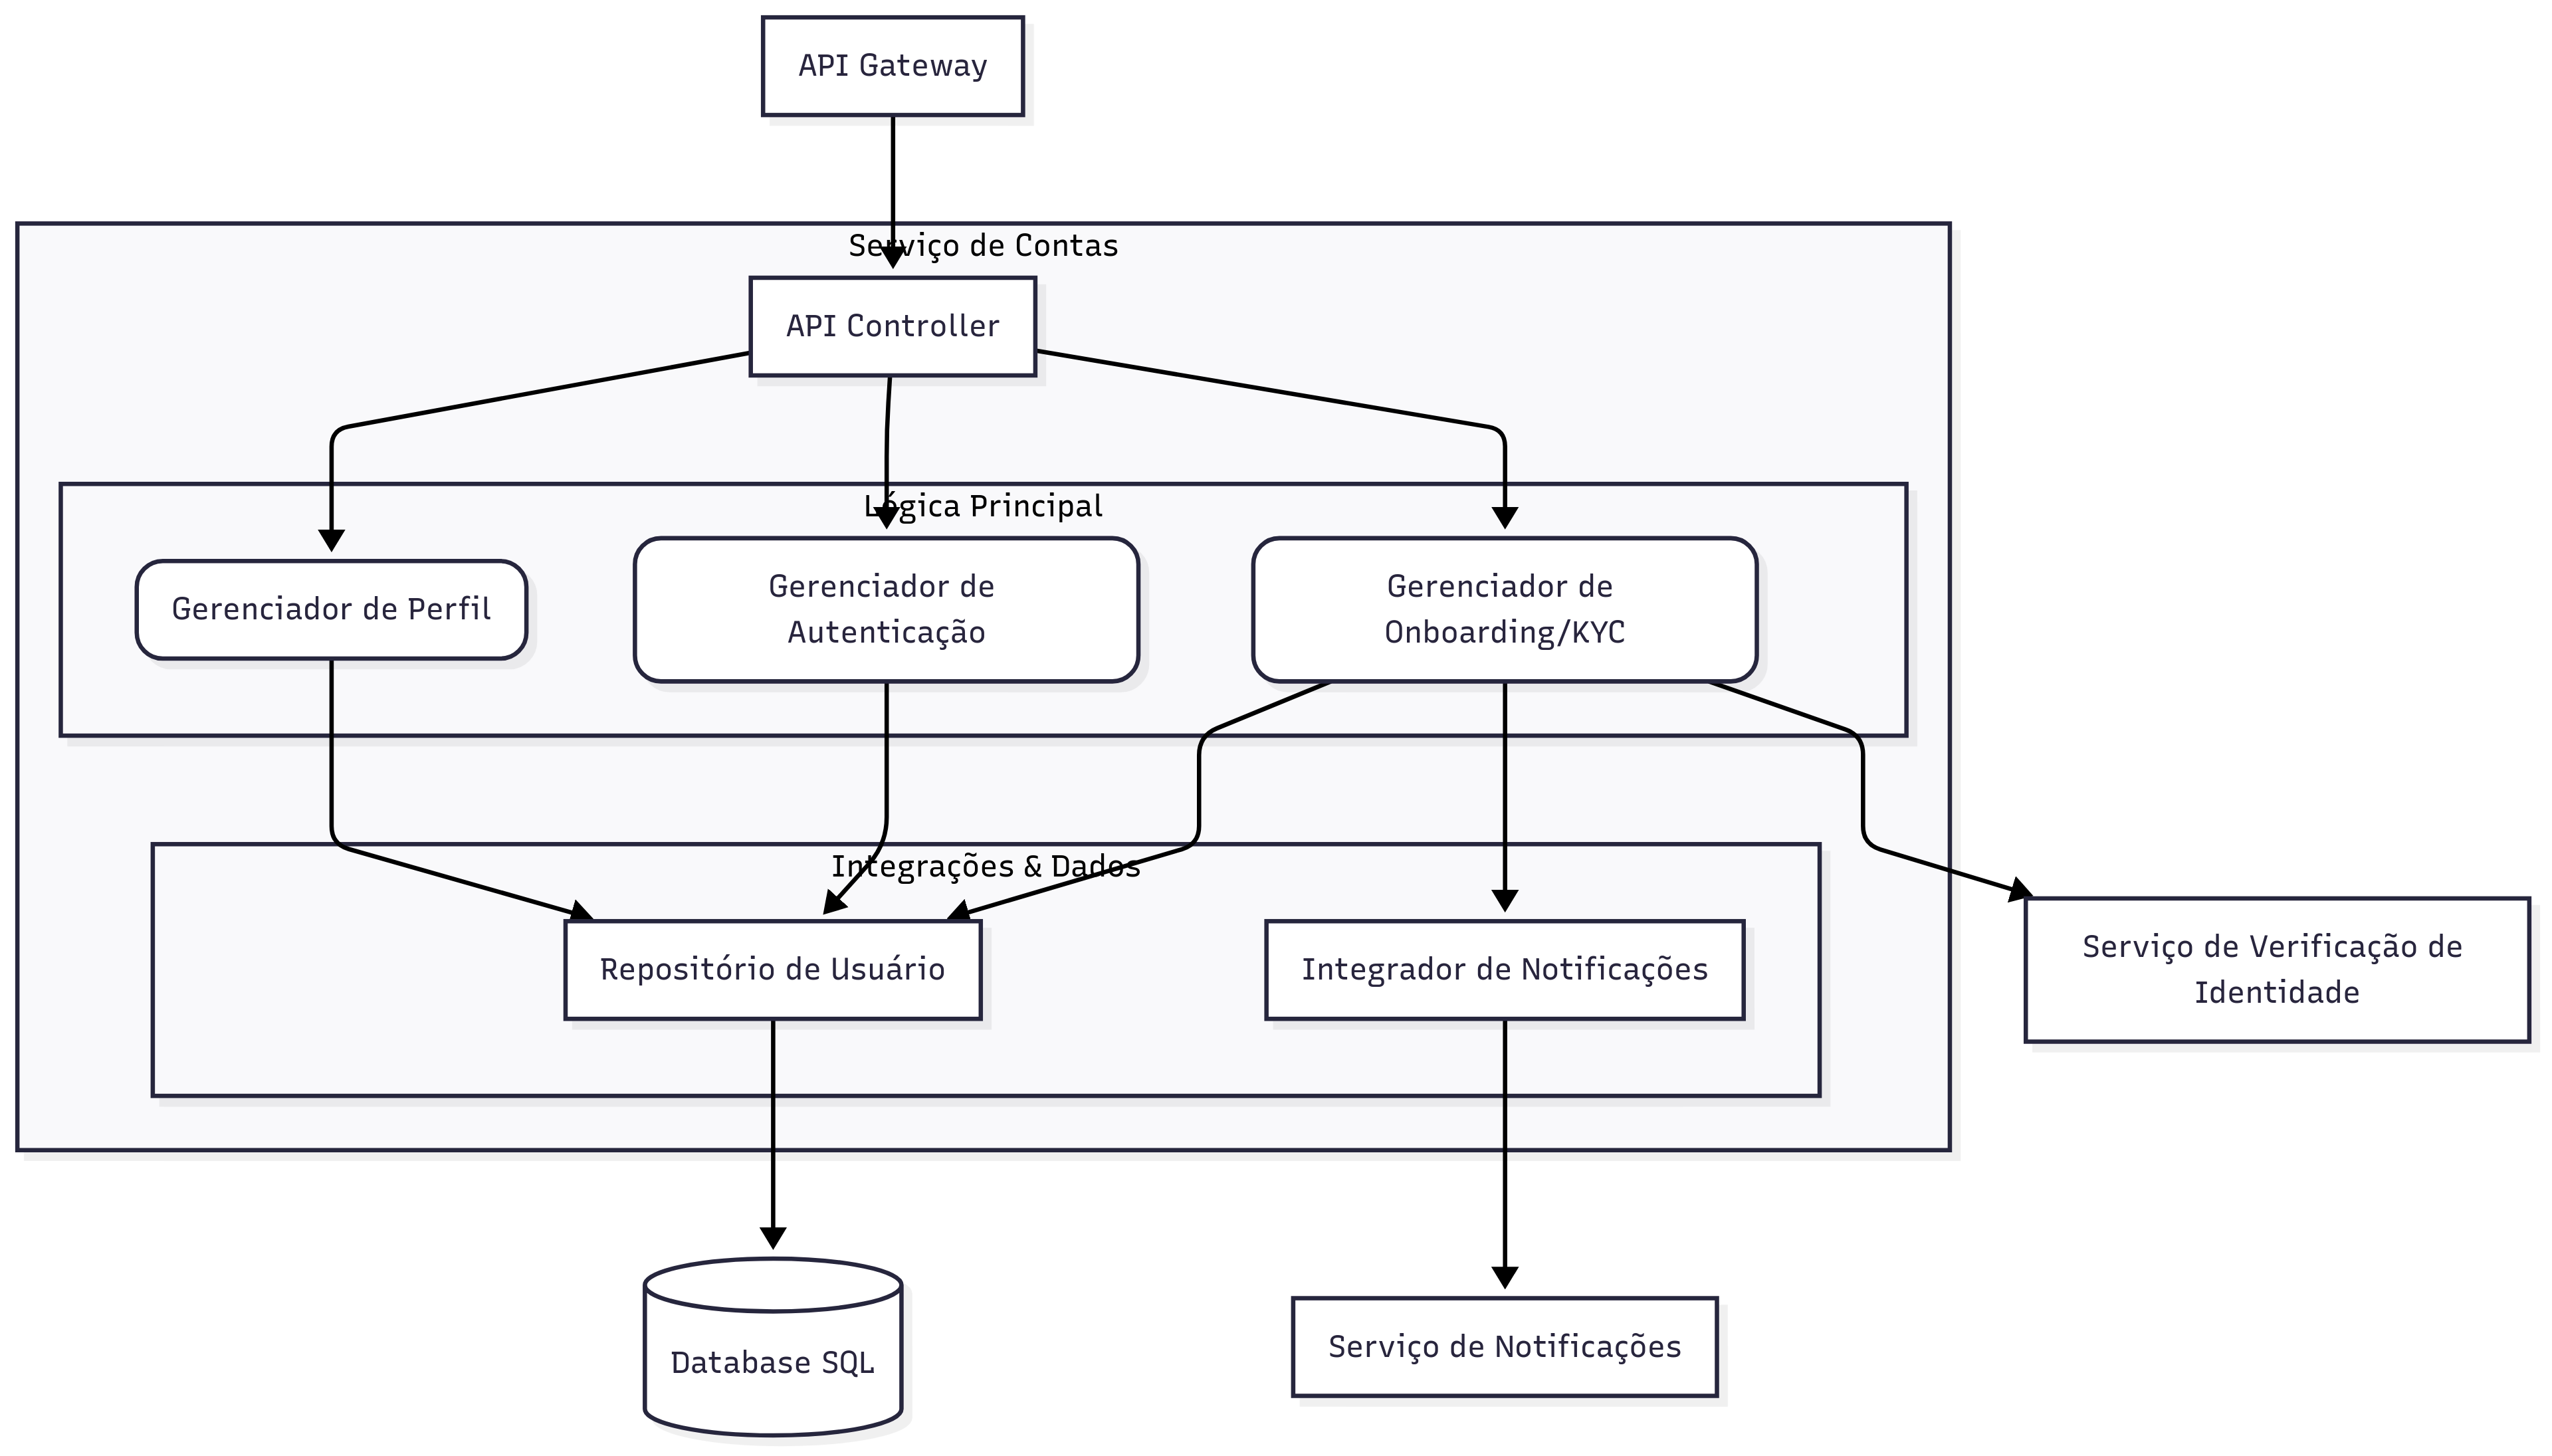 API Gateway
Serviço de Contas
API Controller
Lógica Principal
Gerenciador de Perfil
Gerenciador de
Autenticação
Gerenciador de
Onboarding/KYC
Integrações & Dados
Repositório de Usuário
Integrador de Notificações
Serviço de Verificação de
Identidade
Database SQL
Serviço de Notificações